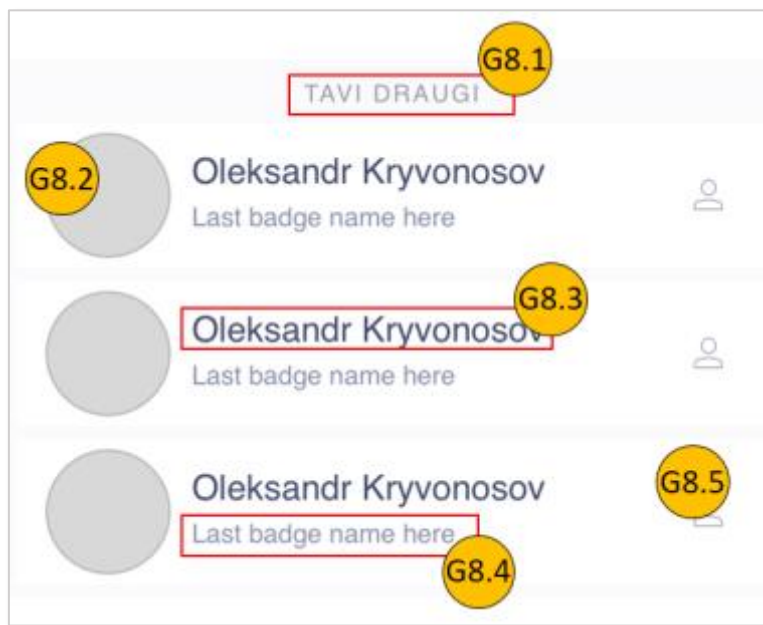 G8.1
TAVI DRAUGI
G8.2
Oleksandr Kryvonosov
Last badge name here
G8.3
Oleksandr Kryvonosov
Last badge name here
Oleksandr Kryvonosov
G8.5
Last badge name here
G8.4